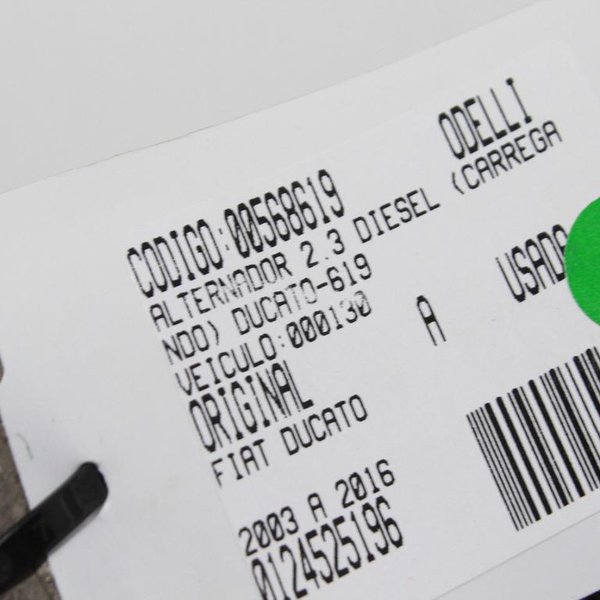 ODELLI
CODIGO:00568619
ALTERNADOR 2.3 DIESEL (CARREGA
NDO) DUCATO-619
VEICULO:000130 A USADA
ORIGINAL
FIAT DUCATO
2003 A 2016
0124525196